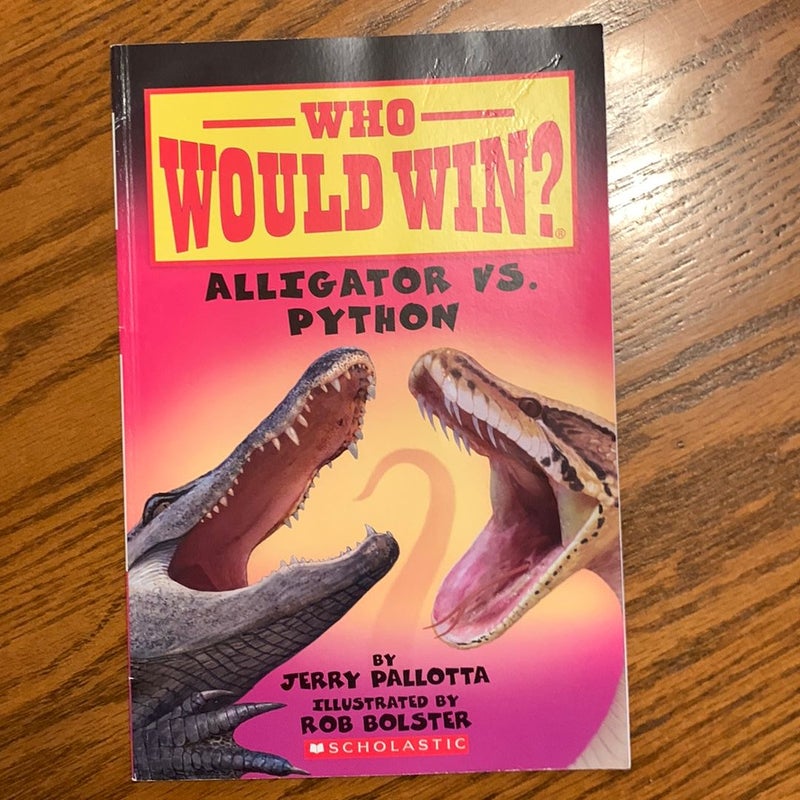 WHO
WOULD WIN?®
ALLIGATOR VS.
PYTHON
BY
JERRY PALLOTTA
ILLUSTRATED BY
ROB BOLSTER
SCHOLASTIC